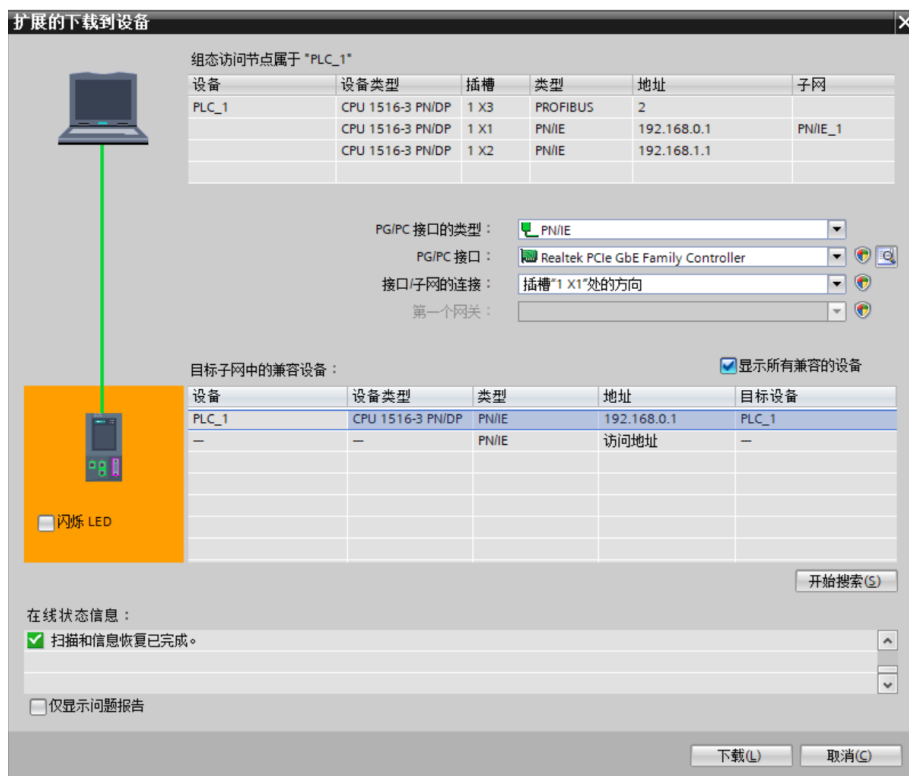 扩展的下载到设备
组态访问节点属于 "PLC_1"
设备 设备类型 插槽 类型 地址 子网
PLC_1 CPU 1516-3 PN/DP 1 X3 PROFIBUS 2
CPU 1516-3 PN/DP 1 X1 PN/IE 192.168.0.1 PN/IE_1
CPU 1516-3 PN/DP 1 X2 PN/IE 192.168.1.1
PG/PC 接口的类型： PN/IE
PG/PC 接口： Realtek PCIe GbE Family Controller
接口/子网的连接： 插槽"1 X1"处的方向
第一个网关：
目标子网中的兼容设备： 显示所有兼容的设备
设备 设备类型 类型 地址 目标设备
PLC_1 CPU 1516-3 PN/DP PN/IE 192.168.0.1 PLC_1
— — PN/IE 访问地址 —
闪烁 LED
开始搜索(S)
在线状态信息：
扫描和信息恢复已完成。
仅显示问题报告
下载(L) 取消(C)